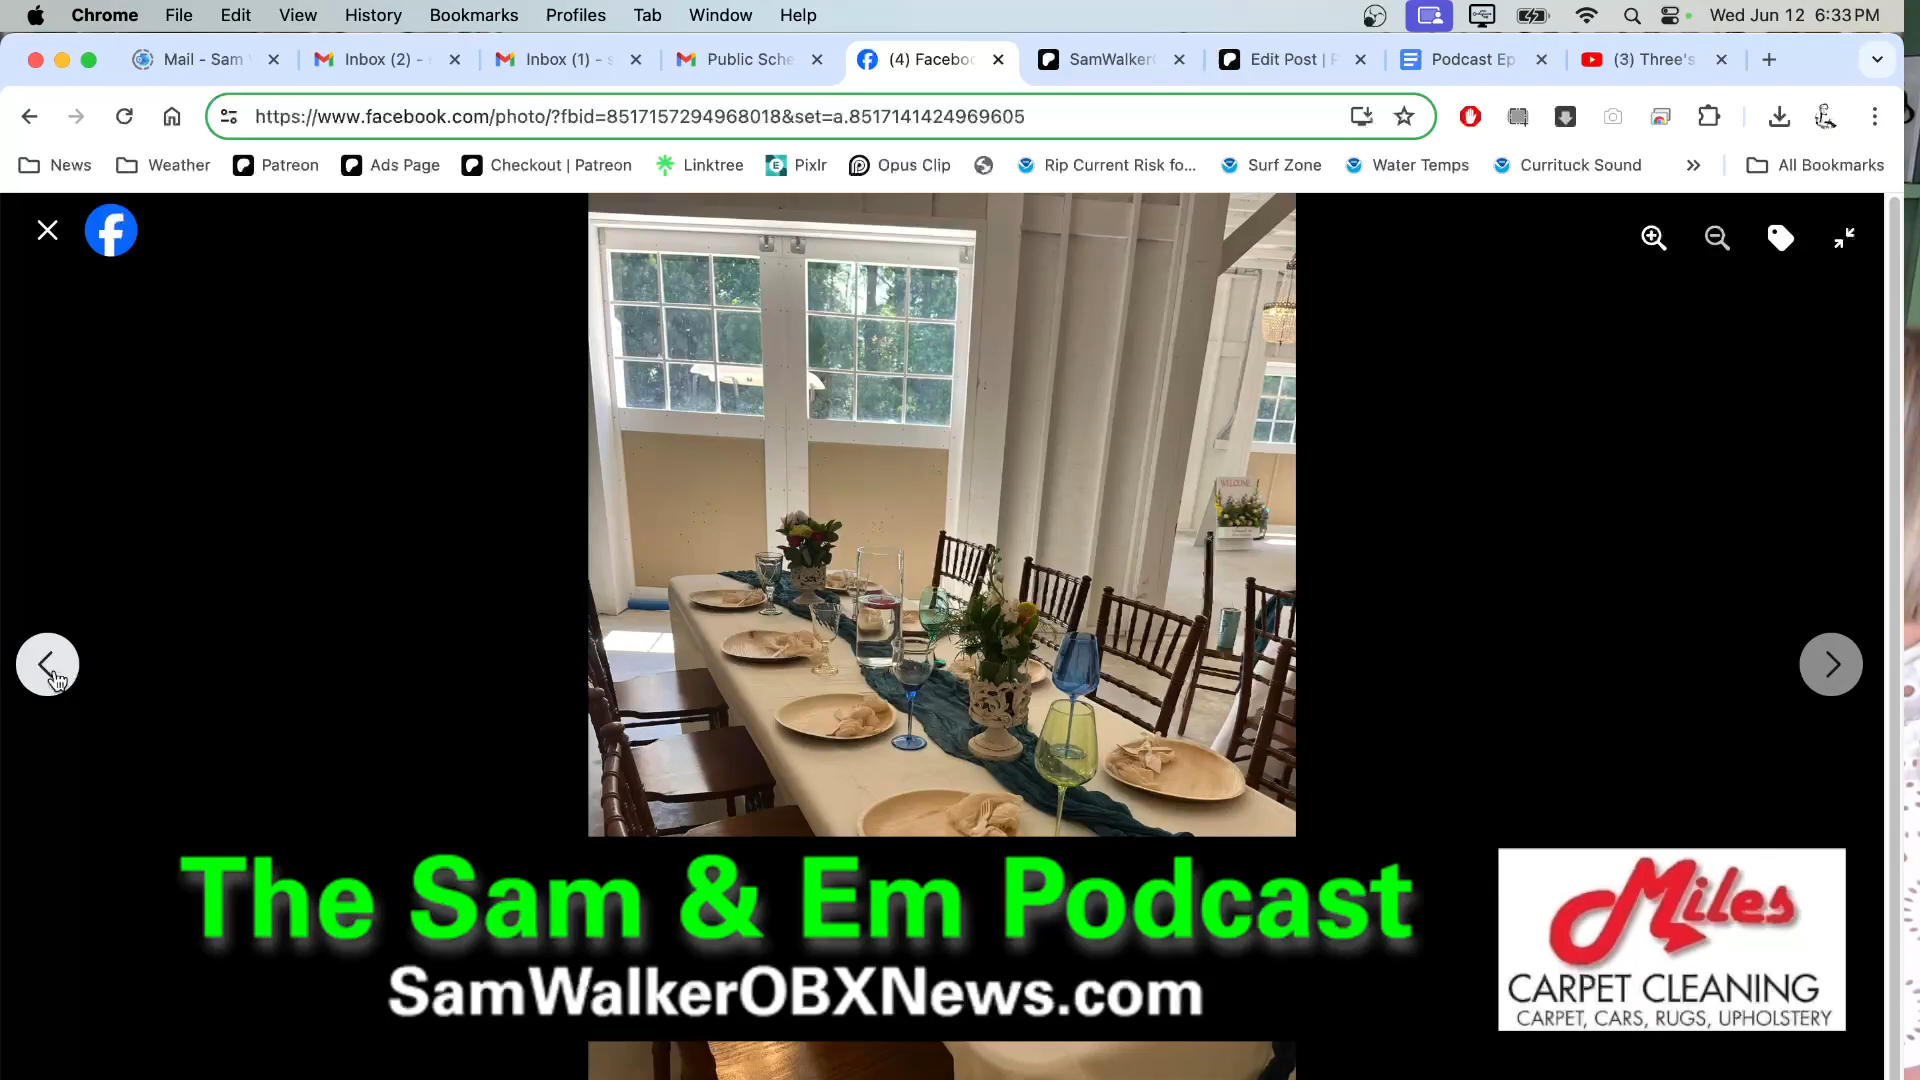 Chrome File Edit View History Bookmarks Profiles Tab Window Help Wed Jun 12 6:33 PM
Mail - Sam Inbox (2) - Inbox (1) - Public Sche (4) Faceboo SamWalker Edit Post | Podcast Ep (3) Three's
https://www.facebook.com/photo/?fbid=8517157294968018&set=a.8517141424969605
News Weather Patreon Ads Page Checkout | Patreon Linktree Pixlr Opus Clip Rip Current Risk fo... Surf Zone Water Temps Currituck Sound » All Bookmarks
WELCOME
The Sam & Em Podcast
SamWalkerOBXNews.com
Miles
CARPET CLEANING
CARPET, CARS, RUGS, UPHOLSTERY